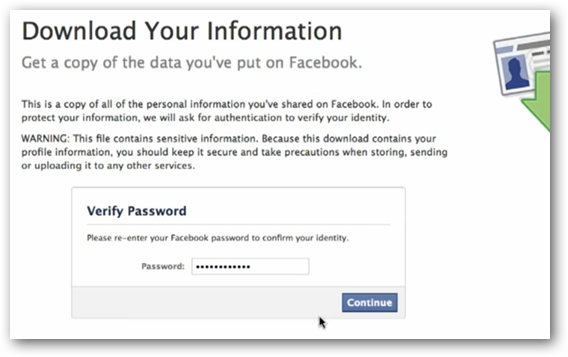 Download Your Information
Get a copy of the data you've put on Facebook.
This is a copy of all of the personal information you've shared on Facebook. In order to
protect your information, we will ask for authentication to verify your identity.
WARNING: This file contains sensitive information. Because this download contains your
profile information, you should keep it secure and take precautions when storing, sending
or uploading it to any other services.
Verify Password
Please re-enter your Facebook password to confirm your identity.
Password: ••••••••••••
Continue